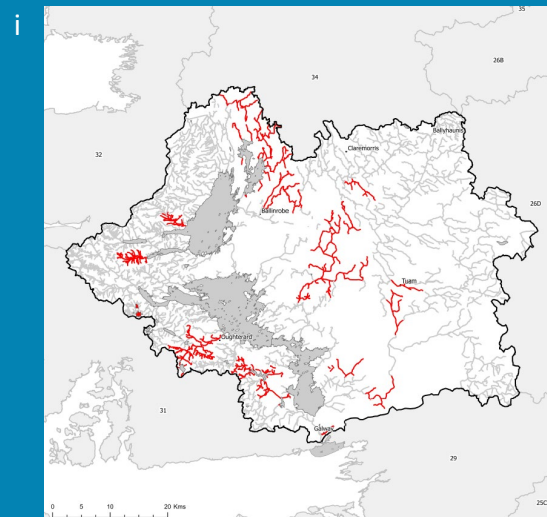 i
35
26B
34
Ballyhaunis
Claremorris
32
26D
Ballinrobe
Tuam
Oughterard
31
Galway
29
0 5 10 20 Kms
25C